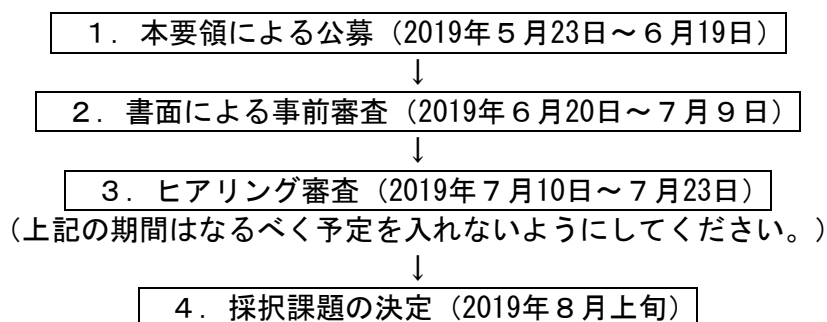 １．本要領による公募（2019年５月23日～６月19日）
↓
２．書面による事前審査（2019年６月20日～７月９日）
↓
３．ヒアリング審査（2019年７月10日～７月23日）
（上記の期間はなるべく予定を入れないようにしてください。）
↓
４．採択課題の決定（2019年８月上旬）